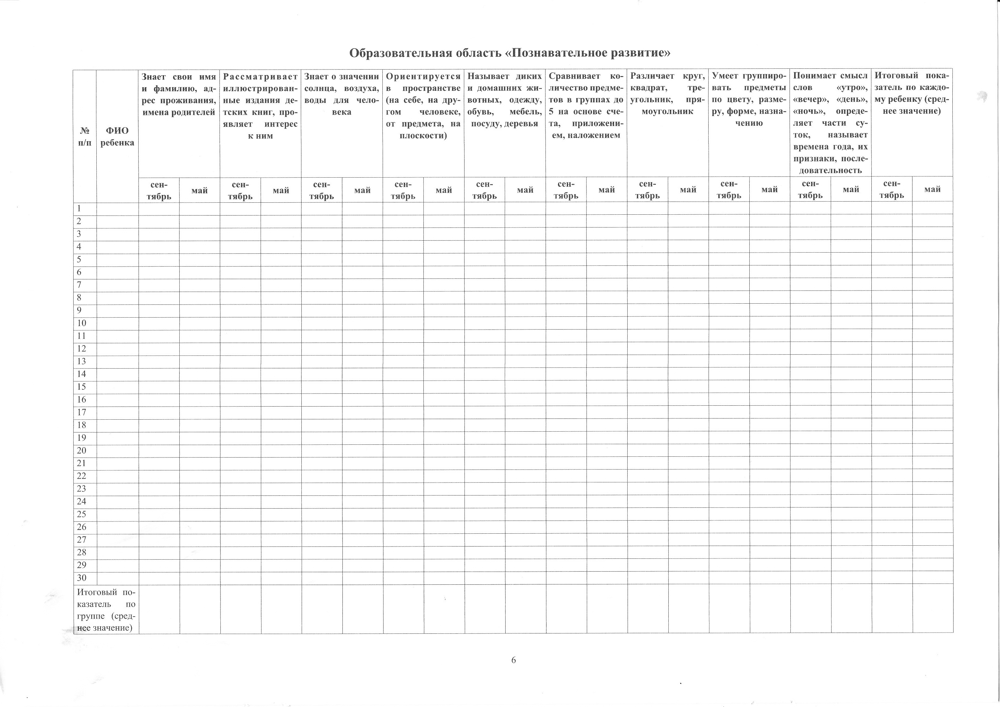 Образовательная область «Познавательное развитие»
№
п/п
ФИО
ребенка
Знает свои имя
и фамилию, ад-
рес проживания,
имена родителей
Рассматривает
иллюстрирован-
ные издания де-
тских книг, про-
являет интерес
к ним
Знает о значении
солнца, воздуха,
воды для чело-
века
Ориентируется
в пространстве
(на себе, на дру-
гом человеке,
от предмета, на
плоскости)
Называет диких
и домашних жи-
вотных, одежду,
обувь, мебель,
посуду, деревья
Сравнивает ко-
личество предме-
тов в группах до
5 на основе сче-
та, приложени-
ем, наложением
Различает круг,
квадрат, тре-
угольник, пря-
моугольник
Умеет группиро-
вать предметы
по цвету, разме-
ру, форме, назна-
чению
Понимает смысл
слов «утро»,
«вечер», «день»,
«ночь», опреде-
ляет части су-
ток, называет
времена года, их
признаки, после-
довательность
Итоговый пока-
затель по каждо-
му ребенку (сред-
нее значение)
сен-
тябрь
май
сен-
тябрь
май
сен-
тябрь
май
сен-
тябрь
май
сен-
тябрь
май
сен-
тябрь
май
сен-
тябрь
май
сен-
тябрь
май
сен-
тябрь
май
сен-
тябрь
май
1
2
3
4
5
6
7
8
9
10
11
12
13
14
15
16
17
18
19
20
21
22
23
24
25
26
27
28
29
30
Итоговый по-
казатель по
группе (сред-
нее значение)
6